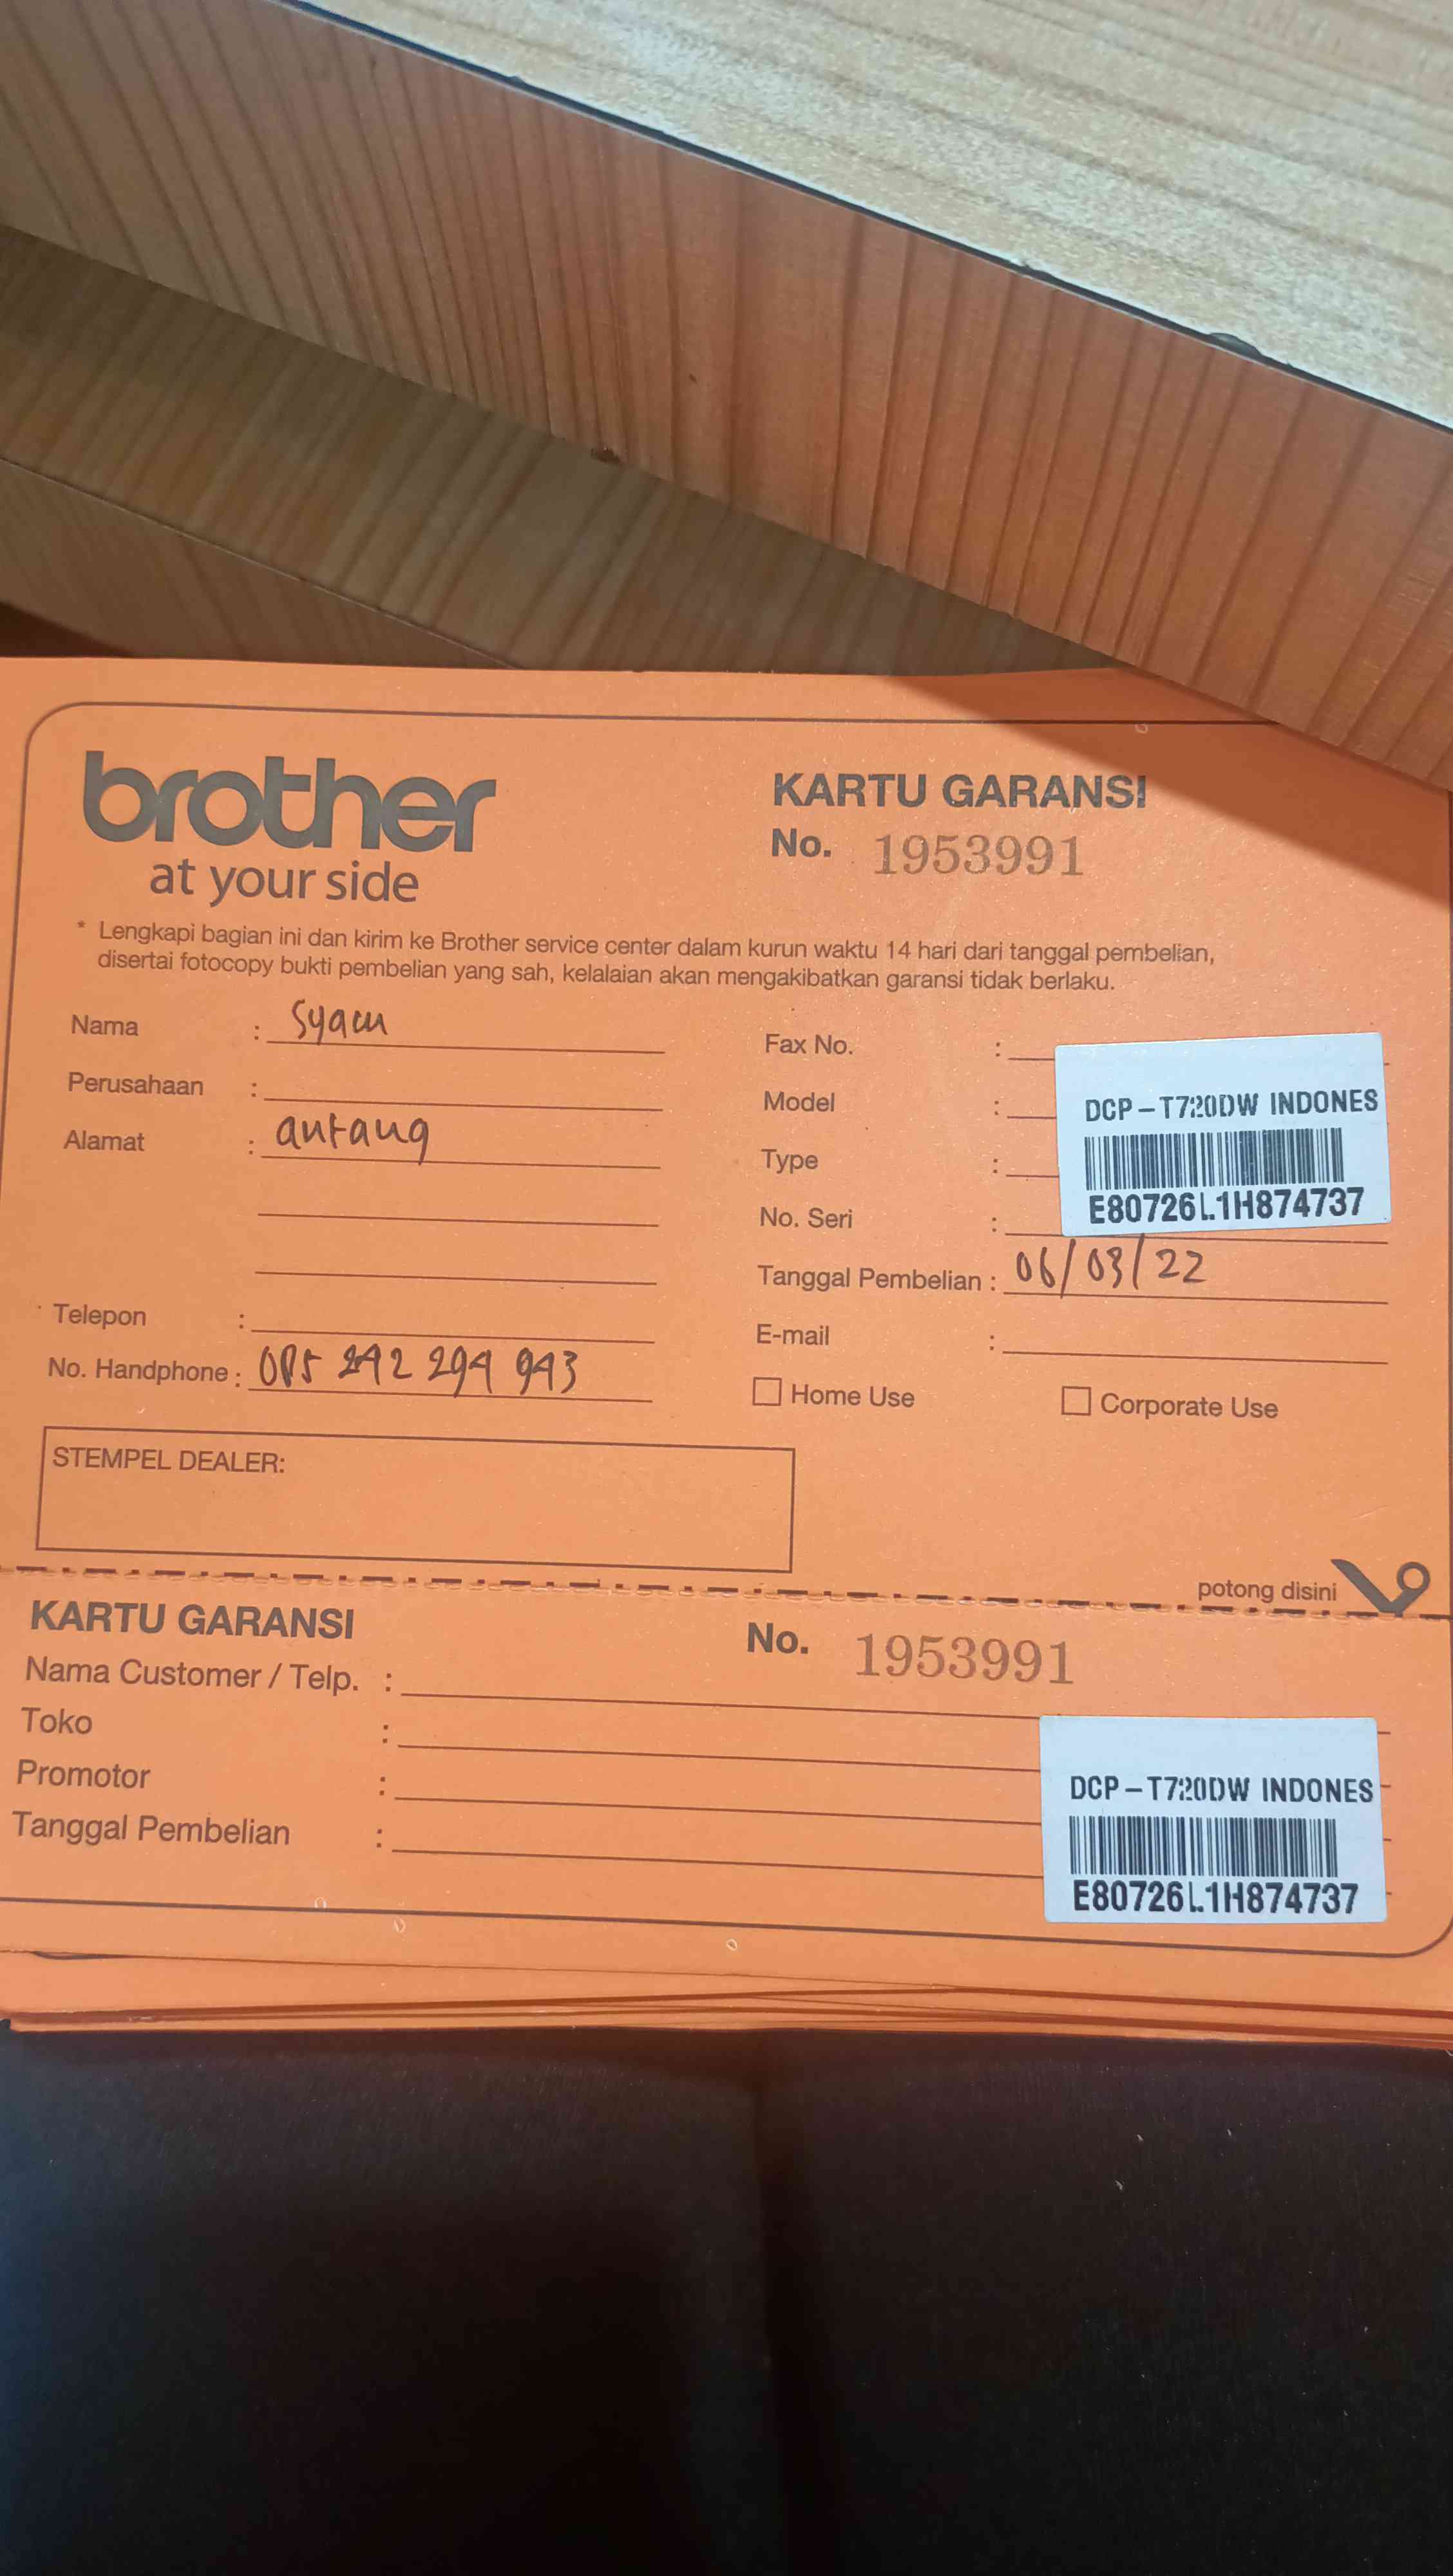 brother
at your side
KARTU GARANSI
No. 1953991
* Lengkapi bagian ini dan kirim ke Brother service center dalam kurun waktu 14 hari dari tanggal pembelian,
disertai fotocopy bukti pembelian yang sah, kelalaian akan mengakibatkan garansi tidak berlaku.
Nama : Syam
Perusahaan :
Alamat : antang
Telepon :
No. Handphone : 085 242 294 943
Fax No. :
Model :
Type :
No. Seri :
DCP-T720DW INDONES
E80726L1H874737
Tanggal Pembelian : 06/03/22
E-mail :
Home Use
Corporate Use
STEMPEL DEALER:
potong disini
KARTU GARANSI
No. 1953991
Nama Customer / Telp. :
Toko :
Promotor :
Tanggal Pembelian :
DCP-T720DW INDONES
E80726L1H874737